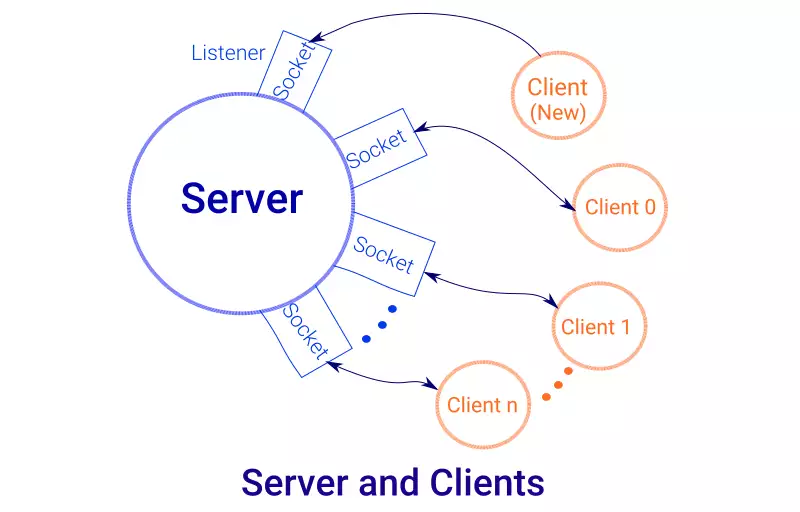 Listener
Socket
Client
(New)
Socket
Server
Client 0
Socket
Client 1
Socket
Client n
Server and Clients